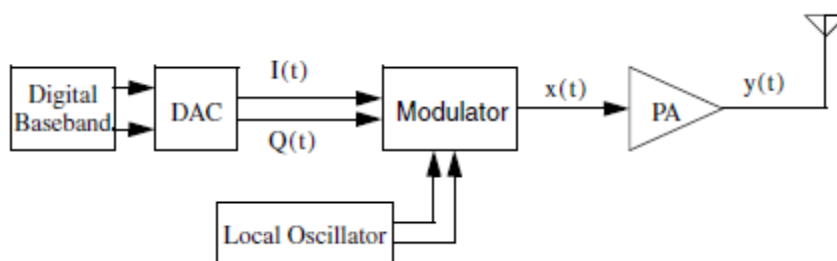 I(t)
Digital
Baseband
DAC
Q(t)
Modulator
x(t)
PA
y(t)
Local Oscillator